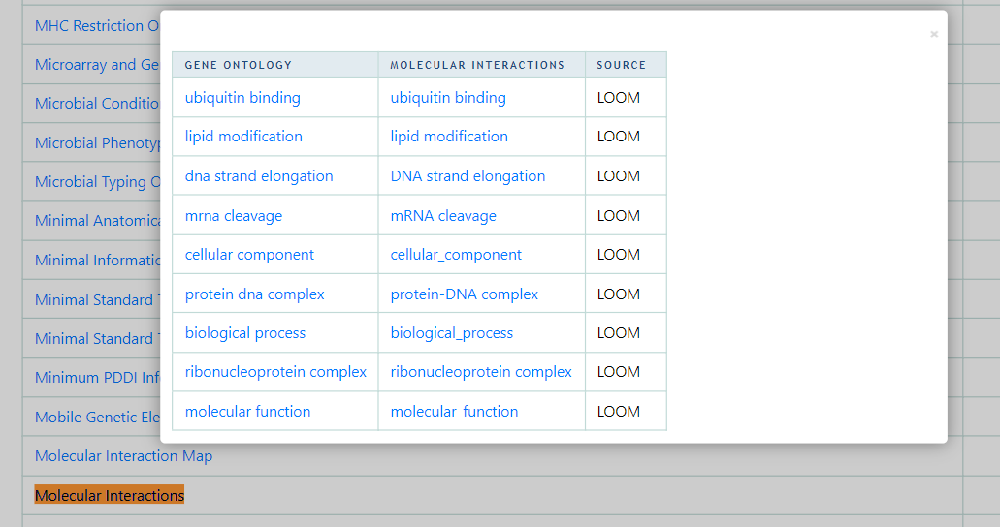 MHC Restriction O
Microarray and Ge
Microbial Conditio
Microbial Phenotyp
Microbial Typing O
Minimal Anatomica
Minimal Informatio
Minimal Standard T
Minimal Standard T
Minimum PDDI Inf
Mobile Genetic Ele
Molecular Interaction Map
Molecular Interactions
×
GENE ONTOLOGY MOLECULAR INTERACTIONS SOURCE
ubiquitin binding ubiquitin binding LOOM
lipid modification lipid modification LOOM
dna strand elongation DNA strand elongation LOOM
mrna cleavage mRNA cleavage LOOM
cellular component cellular_component LOOM
protein dna complex protein-DNA complex LOOM
biological process biological_process LOOM
ribonucleoprotein complex ribonucleoprotein complex LOOM
molecular function molecular_function LOOM